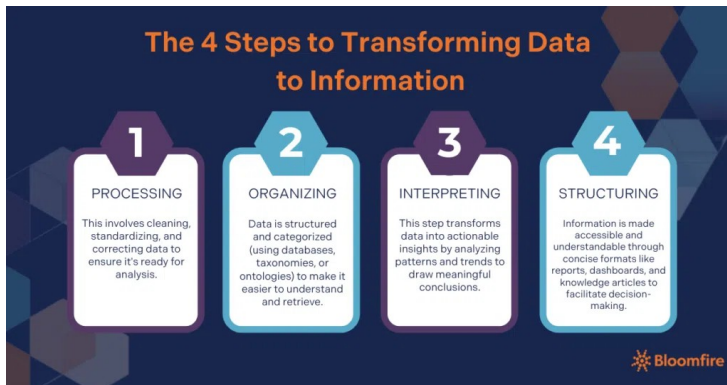 The 4 Steps to Transforming Data
to Information
1
PROCESSING
This involves cleaning,
standardizing, and
correcting data to
ensure it's ready for
analysis.
2
ORGANIZING
Data is structured
and categorized
(using databases,
taxonomies, or
ontologies) to make it
easier to understand
and retrieve.
3
INTERPRETING
This step transforms
data into actionable
insights by analyzing
patterns and trends to
draw meaningful
conclusions.
4
STRUCTURING
Information is made
accessible and
understandable through
concise formats like
reports, dashboards, and
knowledge articles to
facilitate decision-
making.
Bloomfire